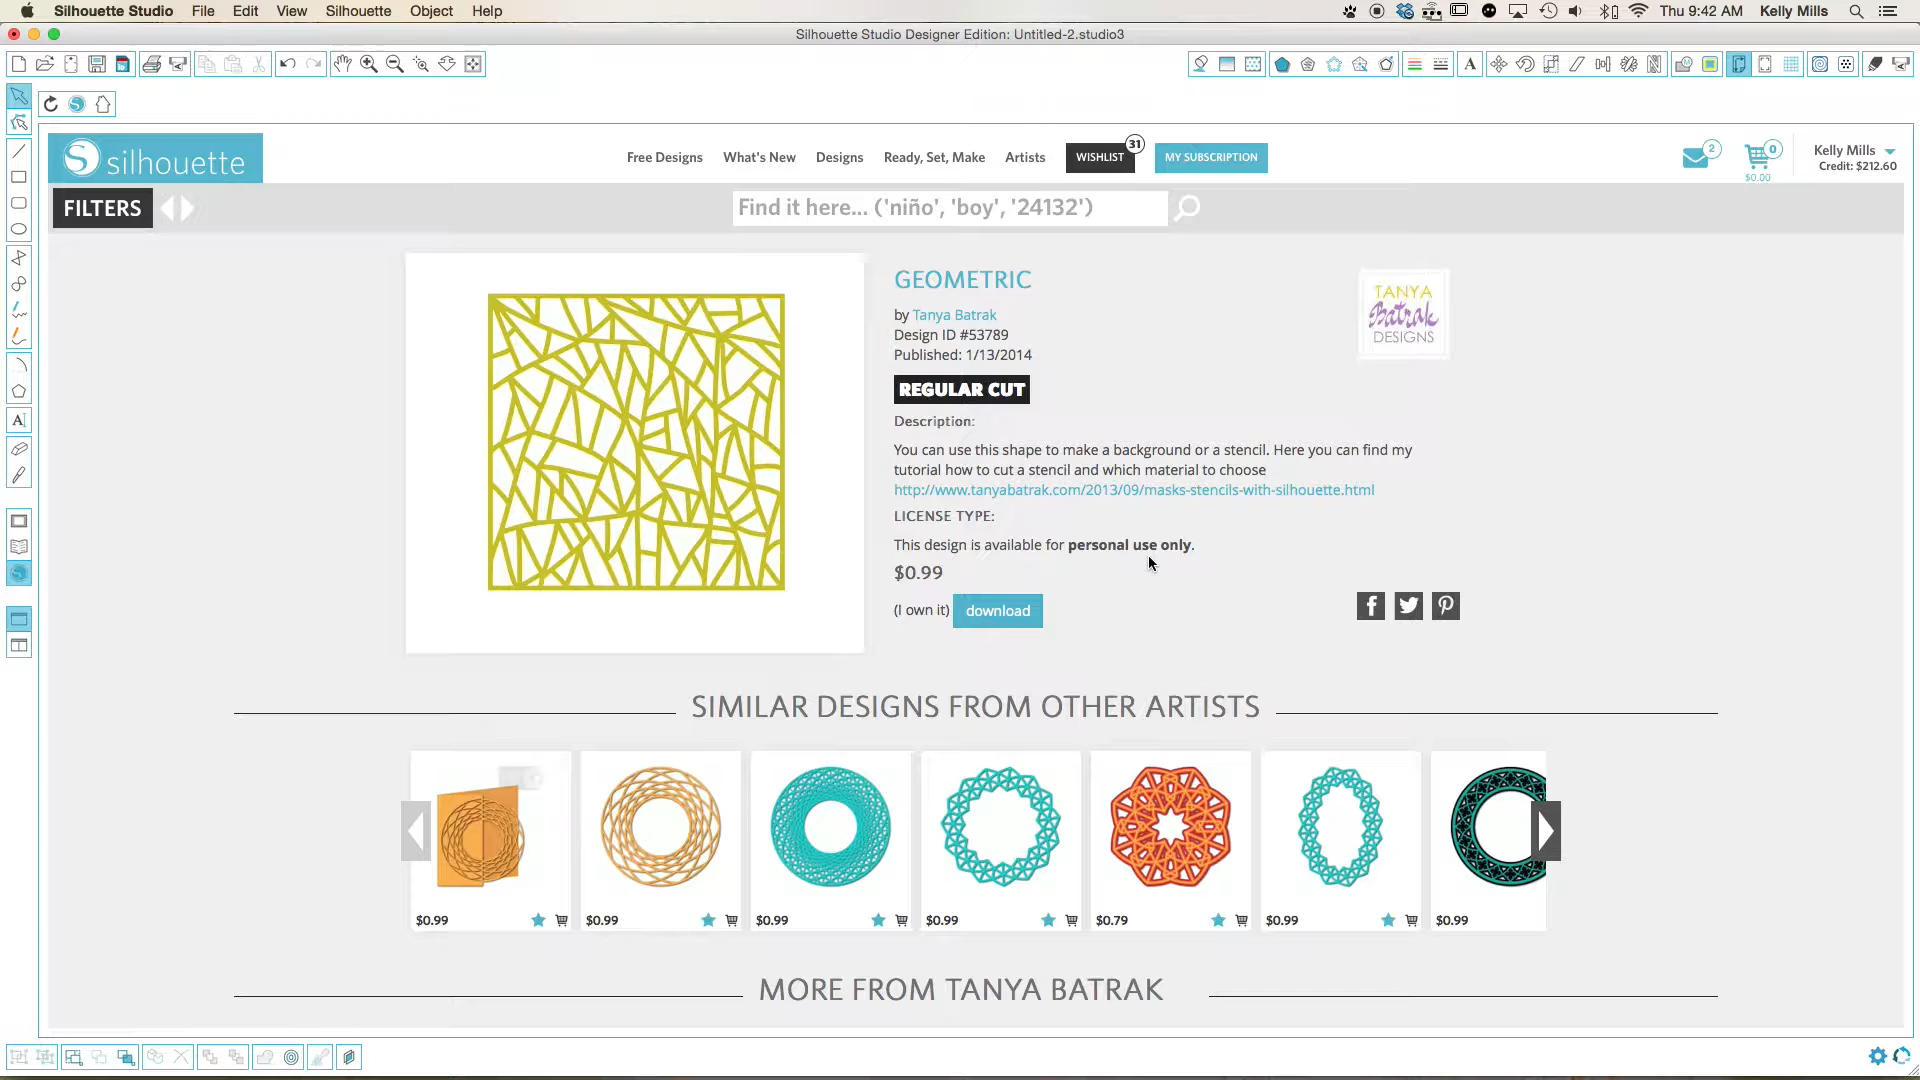 Silhouette Studio File Edit View Silhouette Object Help Thu 9:42 AM Kelly Mills
Silhouette Studio Designer Edition: Untitled-2.studio3
silhouette
Free Designs What's New Designs Ready, Set, Make Artists WISHLIST 31 MY SUBSCRIPTION
2 0 $0.00
Kelly Mills
Credit: $212.60
FILTERS
Find it here... ('niño', 'boy', '24132')
GEOMETRIC
by Tanya Batrak
Design ID #53789
Published: 1/13/2014
REGULAR CUT
TANYA
Batrak
DESIGNS
Description:
You can use this shape to make a background or a stencil. Here you can find my
tutorial how to cut a stencil and which material to choose
http://www.tanyabatrak.com/2013/09/masks-stencils-with-silhouette.html
LICENSE TYPE:
This design is available for personal use only.
$0.99
(I own it) download
SIMILAR DESIGNS FROM OTHER ARTISTS
$0.99 $0.99 $0.99 $0.99 $0.79 $0.99 $0.99
MORE FROM TANYA BATRAK